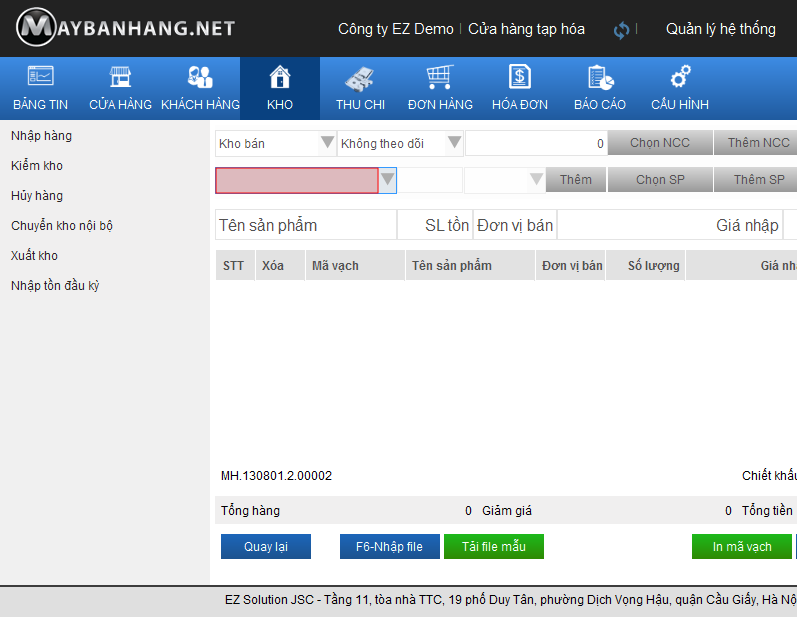 MAYBANHANG.NET
Công ty EZ Demo | Cửa hàng tạp hóa | Quản lý hệ thống
BẢNG TIN CỬA HÀNG KHÁCH HÀNG KHO THU CHI ĐƠN HÀNG HÓA ĐƠN BÁO CÁO CẤU HÌNH
Nhập hàng
Kiểm kho
Hủy hàng
Chuyển kho nội bộ
Xuất kho
Nhập tồn đầu kỳ
Kho bán Không theo dõi 0 Chọn NCC Thêm NCC
Thêm Chọn SP Thêm SP
Tên sản phẩm SL tồn Đơn vị bán Giá nhập
STT Xóa Mã vạch Tên sản phẩm Đơn vị bán Số lượng Giá nhậ
MH.130801.2.00002 Chiết khấu
Tổng hàng 0 Giảm giá 0 Tổng tiền
Quay lại F6-Nhập file Tải file mẫu In mã vạch
EZ Solution JSC - Tầng 11, tòa nhà TTC, 19 phố Duy Tân, phường Dịch Vọng Hậu, quận Cầu Giấy, Hà Nộ